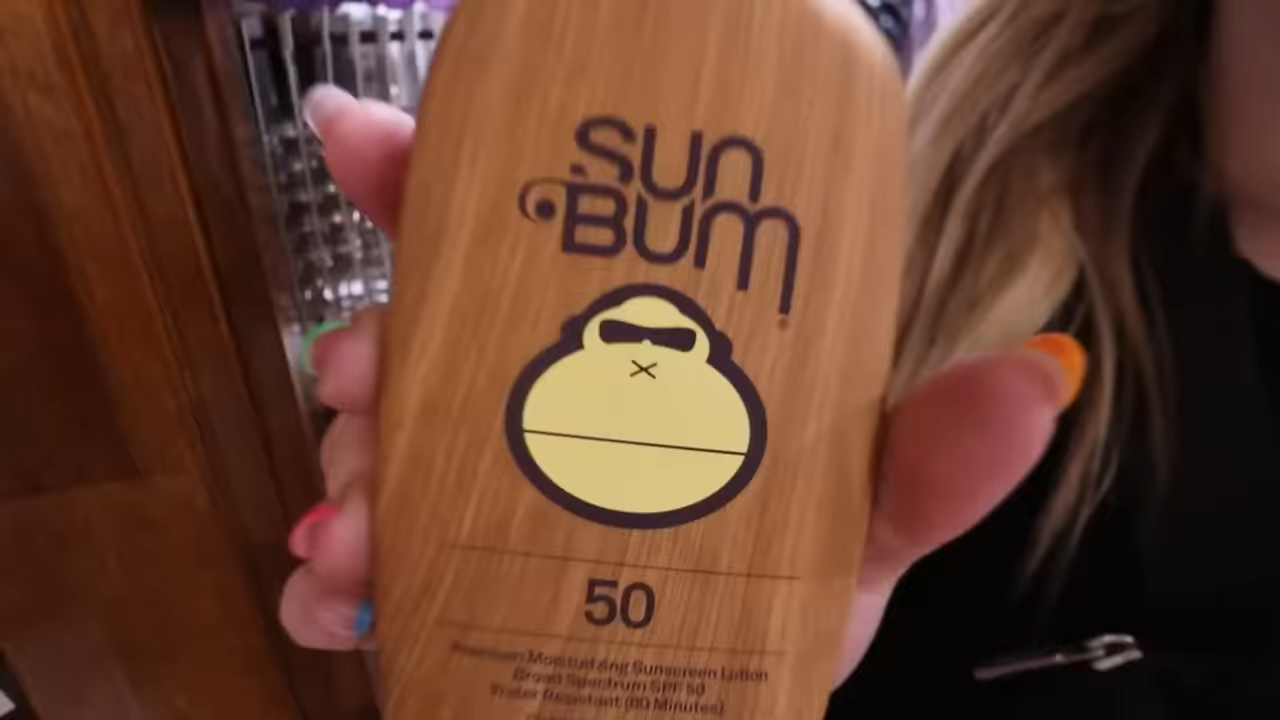 SUN
BUM
50
Premium Moisturizing Sunscreen Lotion
Broad Spectrum SPF 50
Water Resistant (80 Minutes)